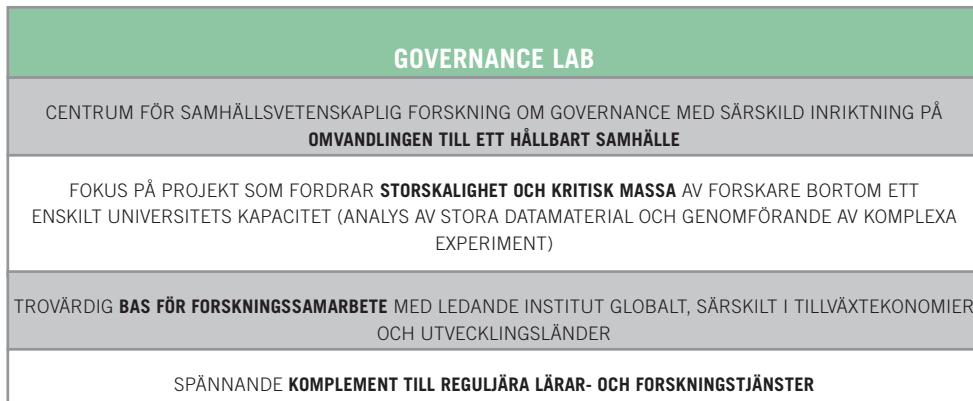 GOVERNANCE LAB
CENTRUM FÖR SAMHÄLLSVETENSKAPLIG FORSKNING OM GOVERNANCE MED SÄRSKILD INRIKTNING PÅ
OMVANDLINGEN TILL ETT HÅLLBART SAMHÄLLE
FOKUS PÅ PROJEKT SOM FORDRAR STORSKALIGHET OCH KRITISK MASSA AV FORSKARE BORTOM ETT
ENSKILT UNIVERSITETS KAPACITET (ANALYS AV STORA DATAMATERIAL OCH GENOMFÖRANDE AV KOMPLEXA
EXPERIMENT)
TROVÄRDIG BAS FÖR FORSKNINGSSAMARBETE MED LEDANDE INSTITUT GLOBALT, SÄRSKILT I TILLVÄXTEKONOMIER
OCH UTVECKLINGSLÄNDER
SPÄNNANDE KOMPLEMENT TILL REGULJÄRA LÄRAR- OCH FORSKNINGSTJÄNSTER